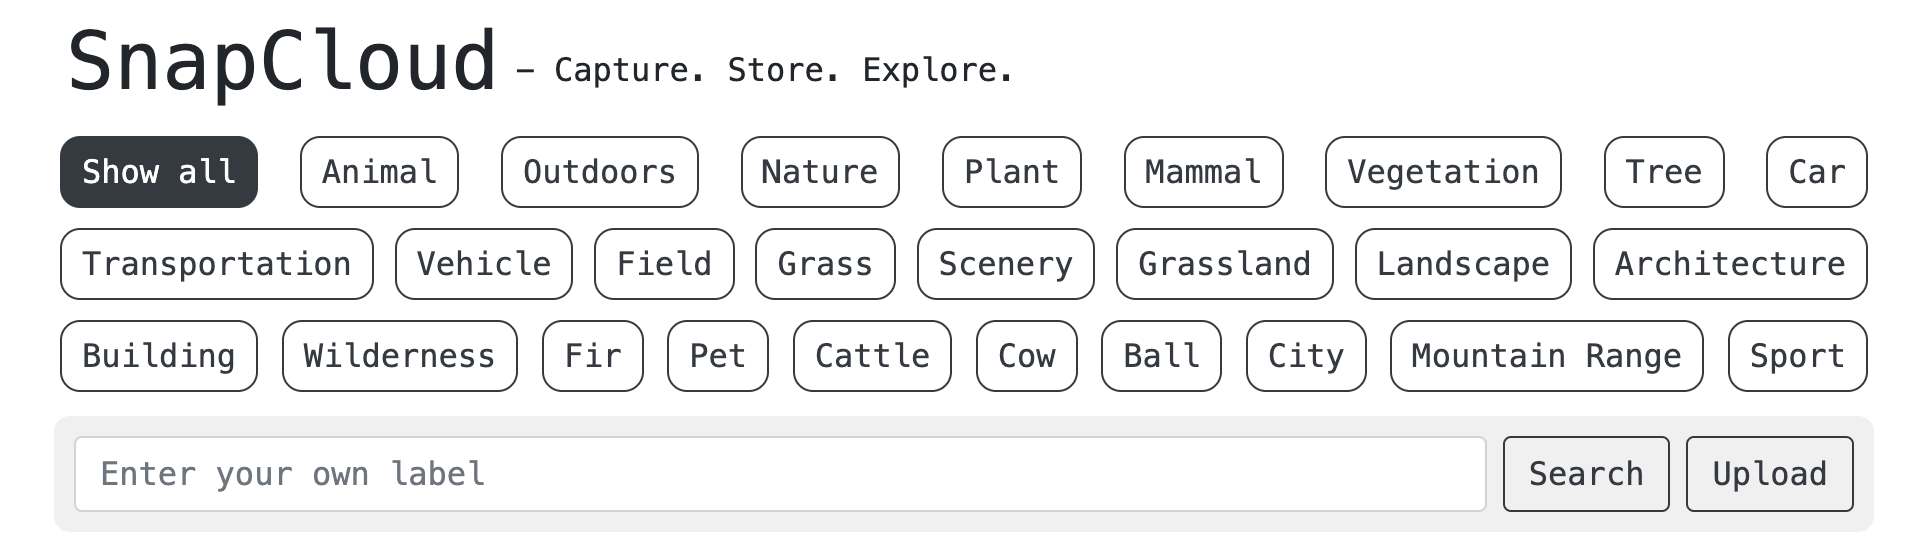 SnapCloud – Capture. Store. Explore.
Show all Animal Outdoors Nature Plant Mammal Vegetation Tree Car
Transportation Vehicle Field Grass Scenery Grassland Landscape Architecture
Building Wilderness Fir Pet Cattle Cow Ball City Mountain Range Sport
Enter your own label Search Upload